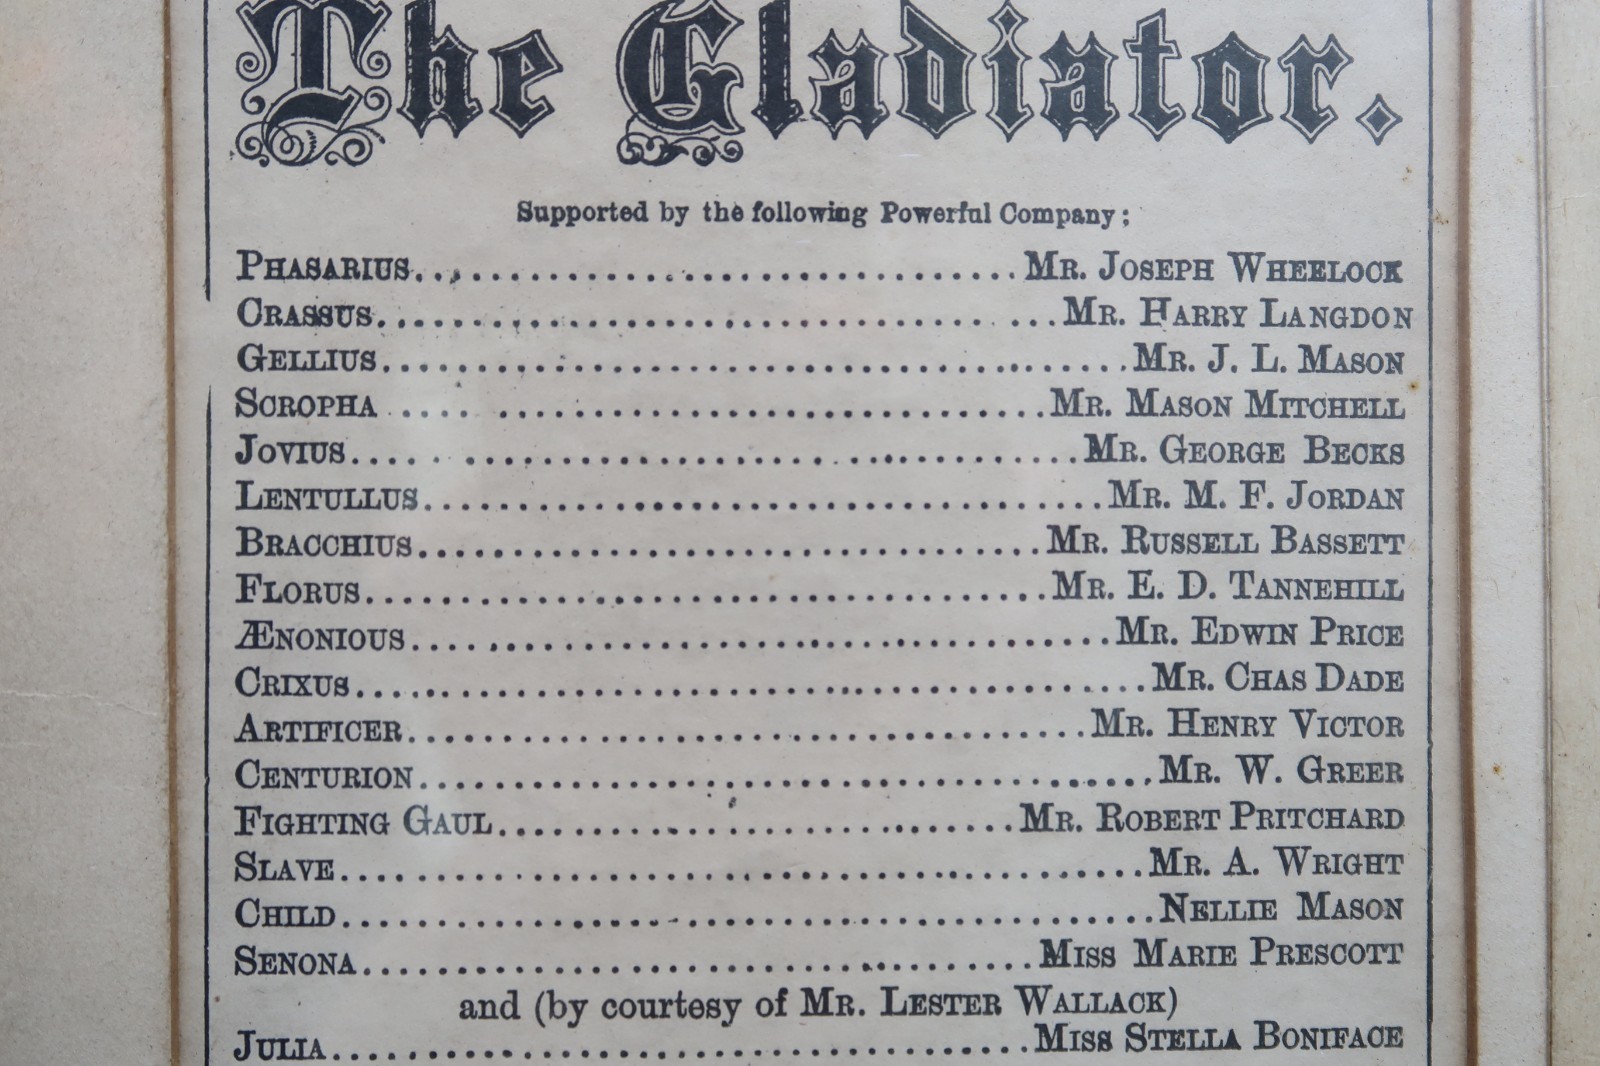 The Gladiator.
Supported by the following Powerful Company;
PHASARIUS.......................................MR. JOSEPH WHEELOCK
CRASSUS.......................................MR. HARRY LANGDON
GELLIUS.......................................MR. J. L. MASON
SCROPHA.......................................MR. MASON MITCHELL
JOVIUS.......................................MR. GEORGE BECKS
LENTULLUS.......................................MR. M. F. JORDAN
BRACCHIUS.......................................MR. RUSSELL BASSETT
FLORUS.......................................MR. E. D. TANNEHILL
ÆNONIOUS.......................................MR. EDWIN PRICE
CRIXUS.......................................MR. CHAS DADE
ARTIFICER.......................................MR. HENRY VICTOR
CENTURION.......................................MR. W. GREER
FIGHTING GAUL.......................................MR. ROBERT PRITCHARD
SLAVE.......................................MR. A. WRIGHT
CHILD.......................................NELLIE MASON
SENONA.......................................MISS MARIE PRESCOTT
and (by courtesy of MR. LESTER WALLACK)
JULIA.......................................MISS STELLA BONIFACE